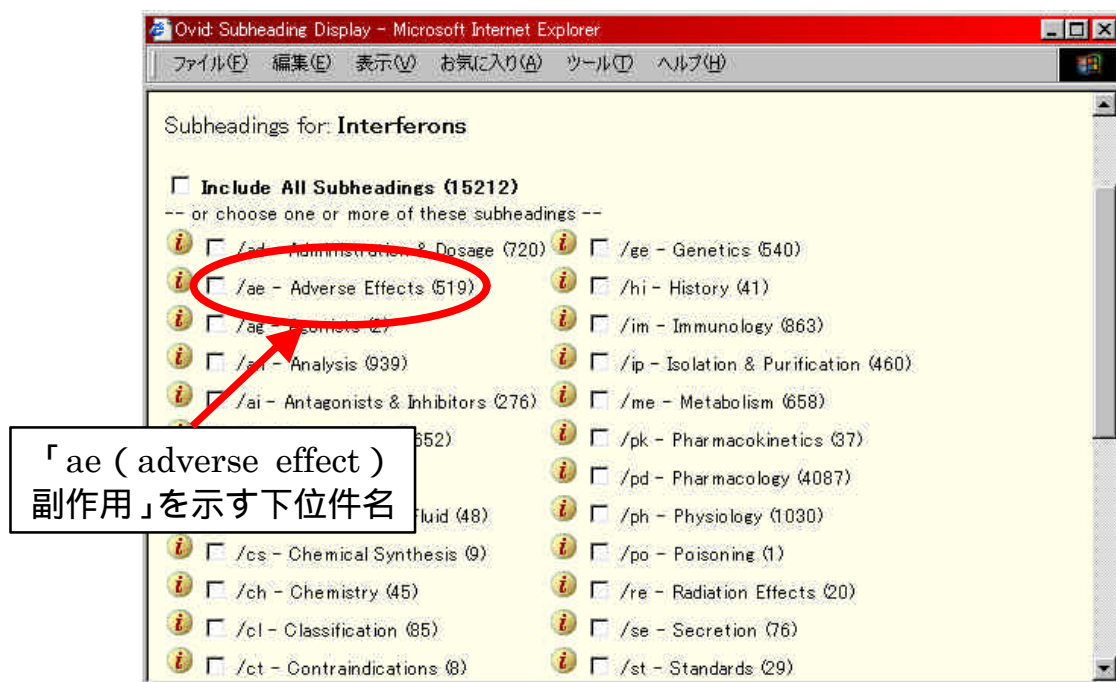 Ovid: Subheading Display - Microsoft Internet Explorer
ファイル(F) 編集(E) 表示(V) お気に入り(A) ツール(T) ヘルプ(H)
Subheadings for: Interferons
Include All Subheadings (15212)
-- or choose one or more of these subheadings --
/ad - Administration & Dosage (720)
/ae - Adverse Effects (519)
/ag - Agonists (2)
/an - Analysis (939)
/ai - Antagonists & Inhibitors (276)
652)
fluid (48)
/cs - Chemical Synthesis (9)
/ch - Chemistry (45)
/cl - Classification (85)
/ct - Contraindications (8)
/ge - Genetics (540)
/hi - History (41)
/im - Immunology (863)
/ip - Isolation & Purification (460)
/me - Metabolism (658)
/pk - Pharmacokinetics (37)
/pd - Pharmacology (4087)
/ph - Physiology (1030)
/po - Poisoning (1)
/re - Radiation Effects (20)
/se - Secretion (76)
/st - Standards (29)
「ae ( adverse effect )
副作用」を示す下位件名